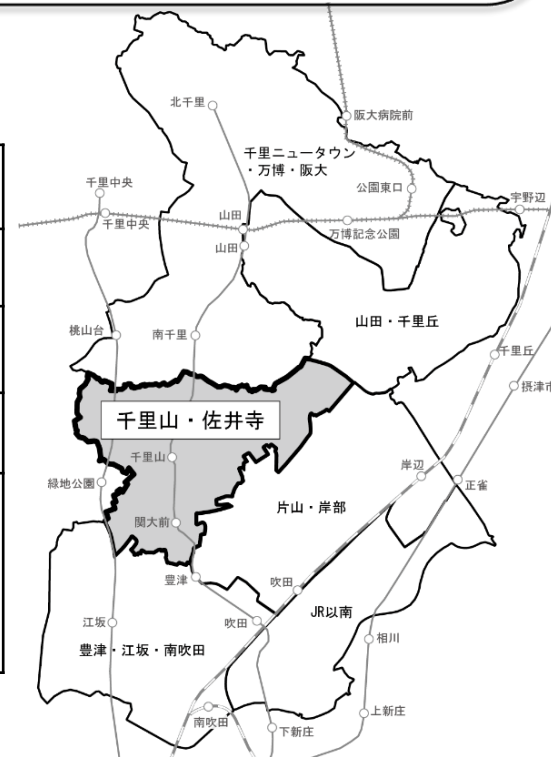 北千里
阪大病院前
千里ニュータウン
・万博・阪大
千里中央
公園東口
宇野辺
千里中央
山田
万博記念公園
山田
山田・千里丘
桃山台
南千里
千里丘
摂津市
千里山・佐井寺
千里山
岸辺
緑地公園
正雀
片山・岸部
関大前
豊津
吹田
JR以南
江坂
吹田
相川
豊津・江坂・南吹田
上新庄
南吹田
下新庄